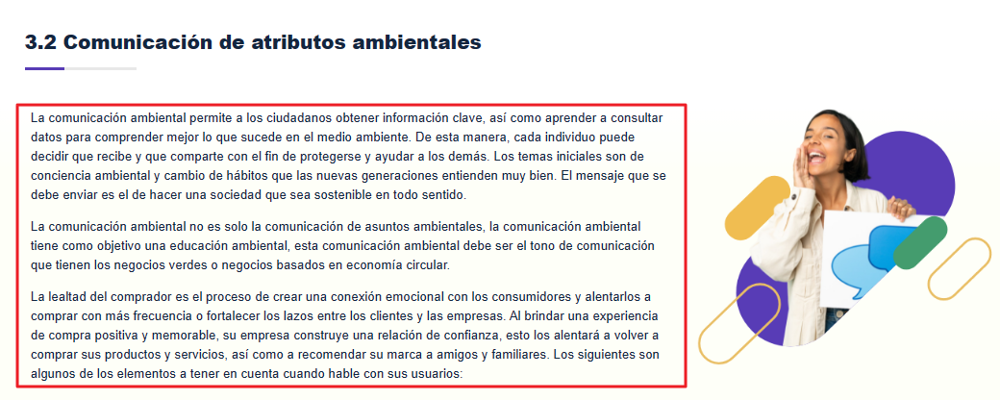 3.2 Comunicación de atributos ambientales
La comunicación ambiental permite a los ciudadanos obtener información clave, así como aprender a consultar
datos para comprender mejor lo que sucede en el medio ambiente. De esta manera, cada individuo puede
decidir que recibe y que comparte con el fin de protegerse y ayudar a los demás. Los temas iniciales son de
conciencia ambiental y cambio de hábitos que las nuevas generaciones entienden muy bien. El mensaje que se
debe enviar es el de hacer una sociedad que sea sostenible en todo sentido.
La comunicación ambiental no es solo la comunicación de asuntos ambientales, la comunicación ambiental
tiene como objetivo una educación ambiental, esta comunicación ambiental debe ser el tono de comunicación
que tienen los negocios verdes o negocios basados en economía circular.
La lealtad del comprador es el proceso de crear una conexión emocional con los consumidores y alentarlos a
comprar con más frecuencia o fortalecer los lazos entre los clientes y las empresas. Al brindar una experiencia
de compra positiva y memorable, su empresa construye una relación de confianza, esto los alentará a volver a
comprar sus productos y servicios, así como a recomendar su marca a amigos y familiares. Los siguientes son
algunos de los elementos a tener en cuenta cuando hable con sus usuarios: